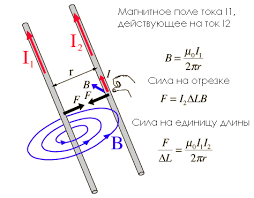 Магнитное поле тока I1,
действующее на ток I2
B = μ₀I₁ / 2πr
Сила на отрезке
F = I₂ΔLB
Сила на единицу длины
F / ΔL = μ₀I₁I₂ / 2πr
I₁
I₂
r
I
B
F F
B